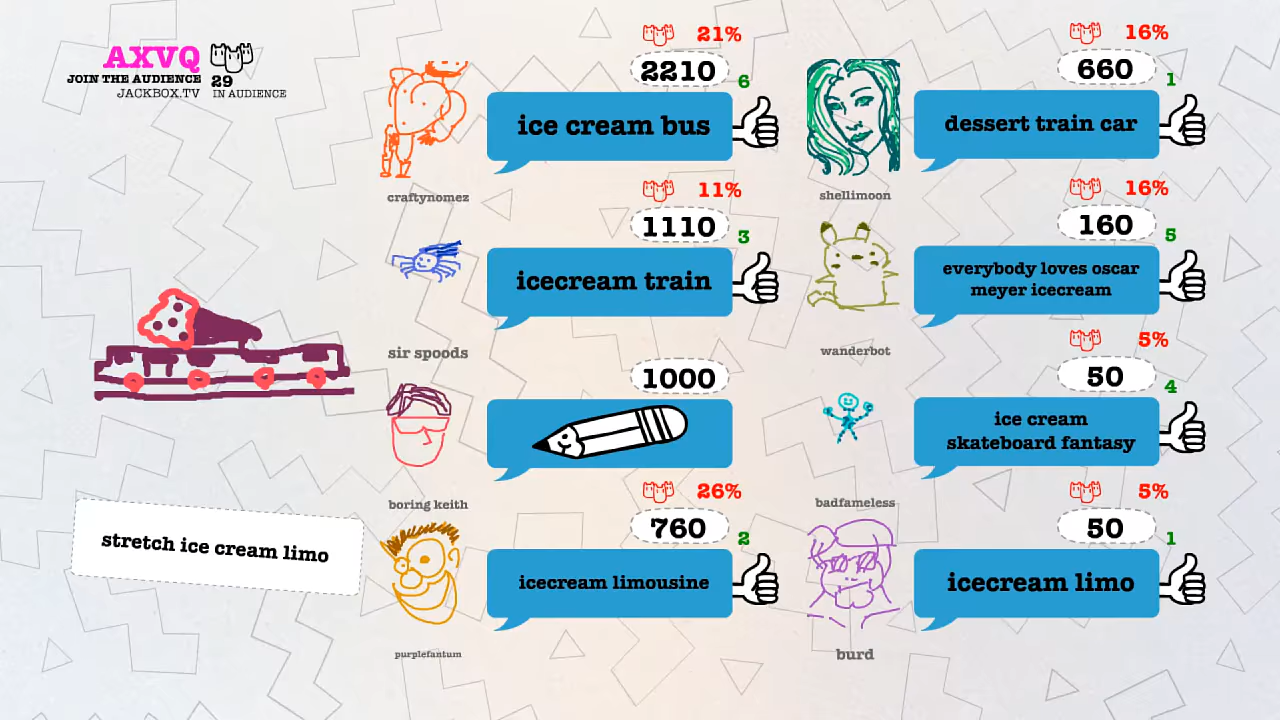 AXVQ
JOIN THE AUDIENCE
JACKBOX.TV
29
IN AUDIENCE
stretch ice cream limo
21%
2210
6
ice cream bus
craftynomez
11%
1110
3
icecream train
sir spoods
1000
boring keith
26%
760
2
icecream limousine
purplefantum
16%
660
1
dessert train car
shellimoon
16%
160
5
everybody loves oscar
meyer icecream
wanderbot
5%
50
4
ice cream
skateboard fantasy
badfameless
5%
50
1
icecream limo
burd